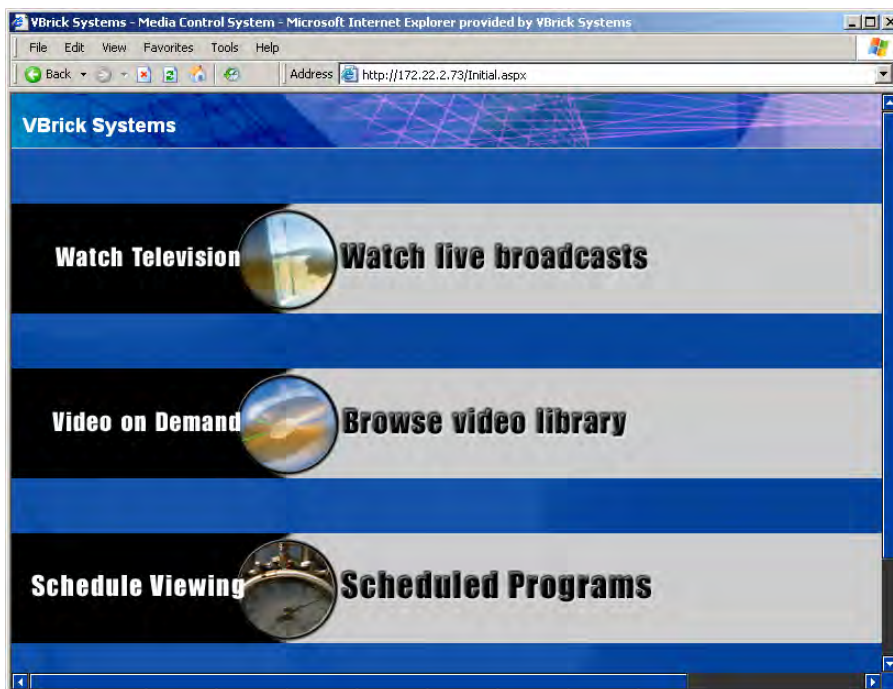 VBrick Systems - Media Control System - Microsoft Internet Explorer provided by VBrick Systems
File Edit View Favorites Tools Help
Back Address http://172.22.2.73/Initial.aspx
VBrick Systems
Watch Television Watch live broadcasts
Video on Demand Browse video library
Schedule Viewing Scheduled Programs